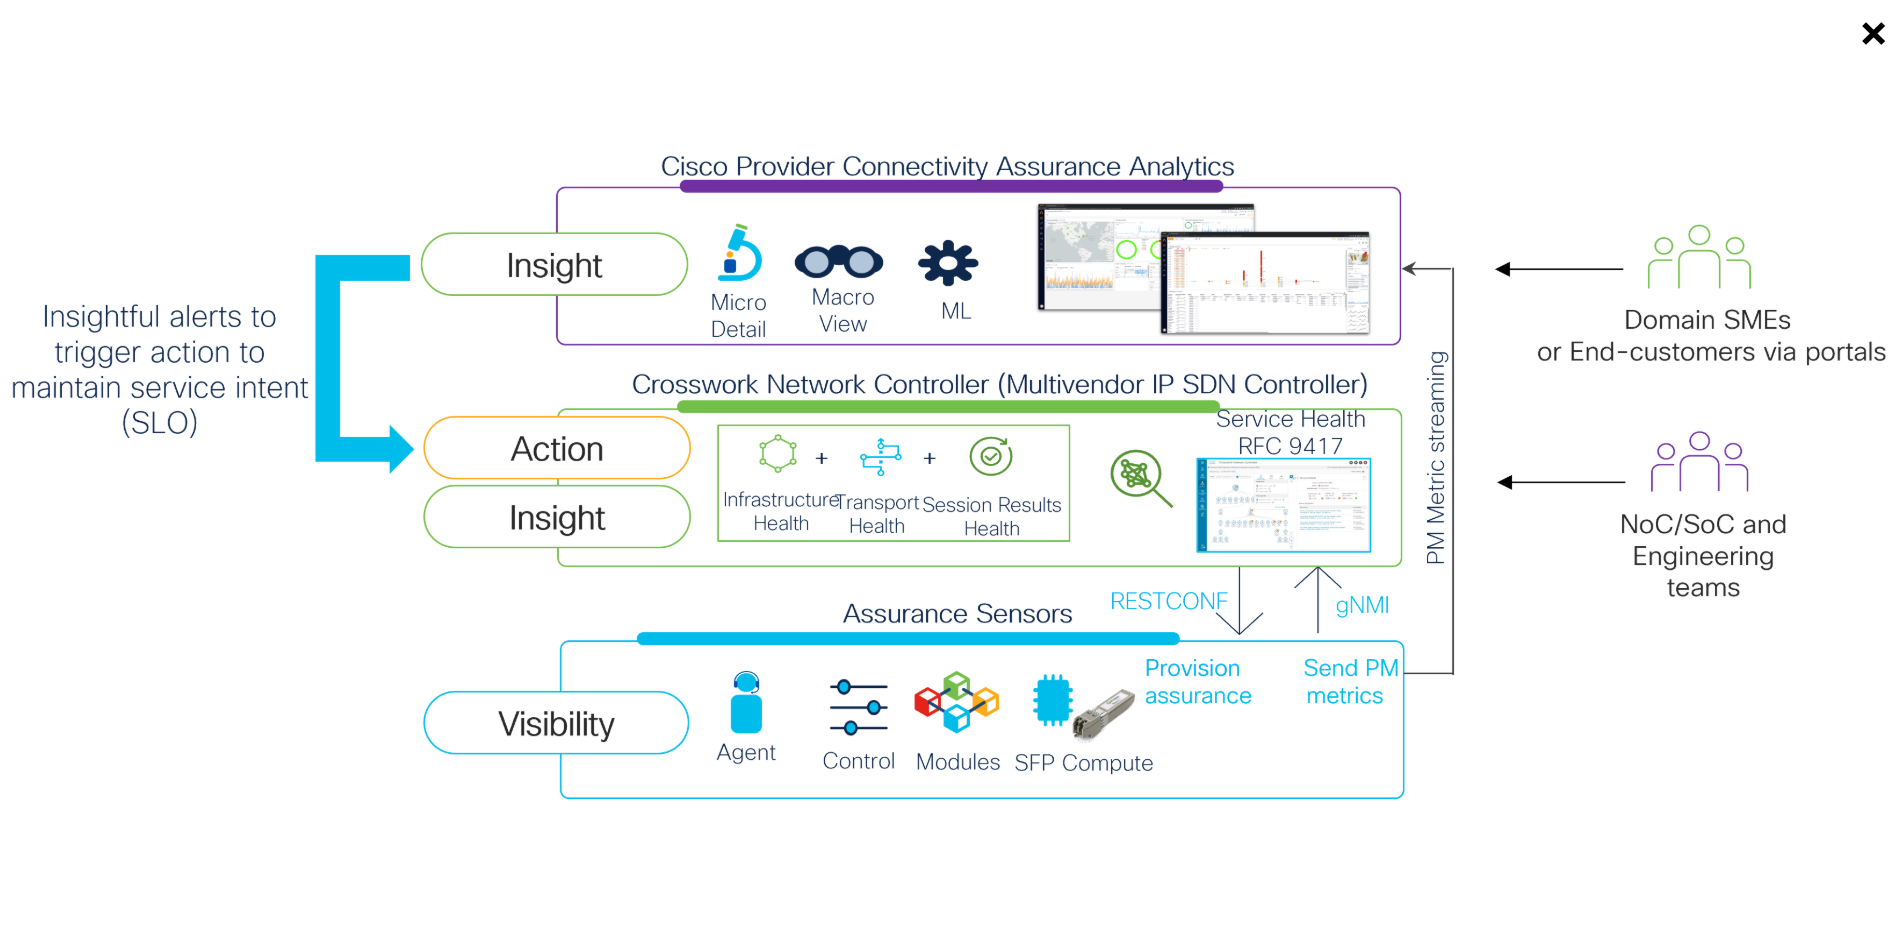 Cisco Provider Connectivity Assurance Analytics
Insight
Micro
Detail
Macro
View
ML
Insightful alerts to
trigger action to
maintain service intent
(SLO)
Domain SMEs
or End-customers via portals
Crosswork Network Controller (Multivendor IP SDN Controller)
Action
Insight
Infrastructure
Health
+
Transport
Health
+
Session Results
Health
Service Health
RFC 9417
PM Metric streaming
NoC/SoC and
Engineering
teams
RESTCONF
gNMI
Assurance Sensors
Visibility
Agent
Control
Modules
SFP Compute
Provision
assurance
Send PM
metrics